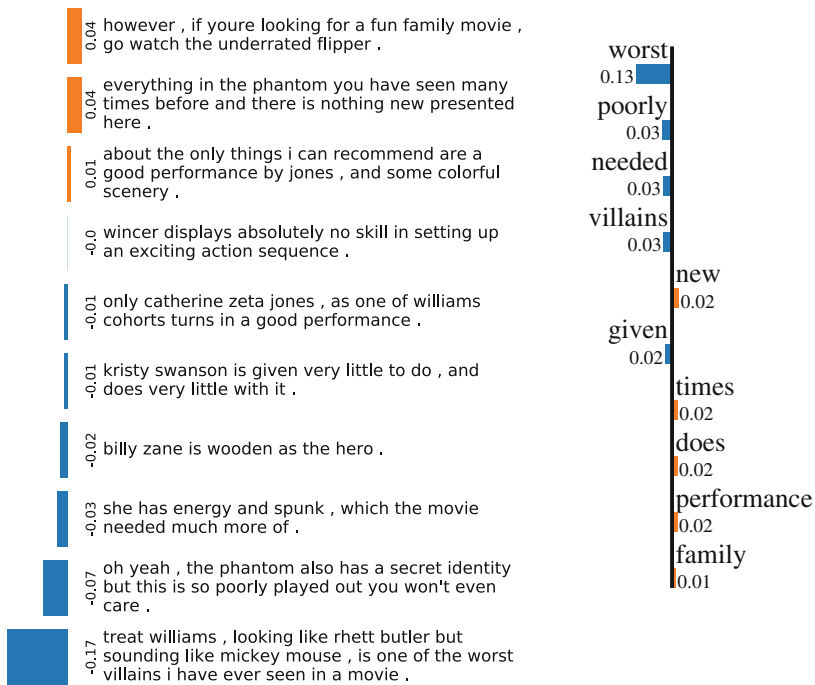 0.04
however , if youre looking for a fun family movie ,
go watch the underrated flipper .
0.04
everything in the phantom you have seen many
times before and there is nothing new presented
here .
0.01
about the only things i can recommend are a
good performance by jones , and some colorful
scenery .
-0.0
wincer displays absolutely no skill in setting up
an exciting action sequence .
-0.01
only catherine zeta jones , as one of williams
cohorts turns in a good performance .
-0.01
kristy swanson is given very little to do , and
does very little with it .
-0.02
billy zane is wooden as the hero .
-0.03
she has energy and spunk , which the movie
needed much more of .
-0.07
oh yeah , the phantom also has a secret identity
but this is so poorly played out you won't even
care .
-0.17
treat williams , looking like rhett butler but
sounding like mickey mouse , is one of the worst
villains i have ever seen in a movie .
worst
0.13
poorly
0.03
needed
0.03
villains
0.03
new
0.02
given
0.02
times
0.02
does
0.02
performance
0.02
family
0.01